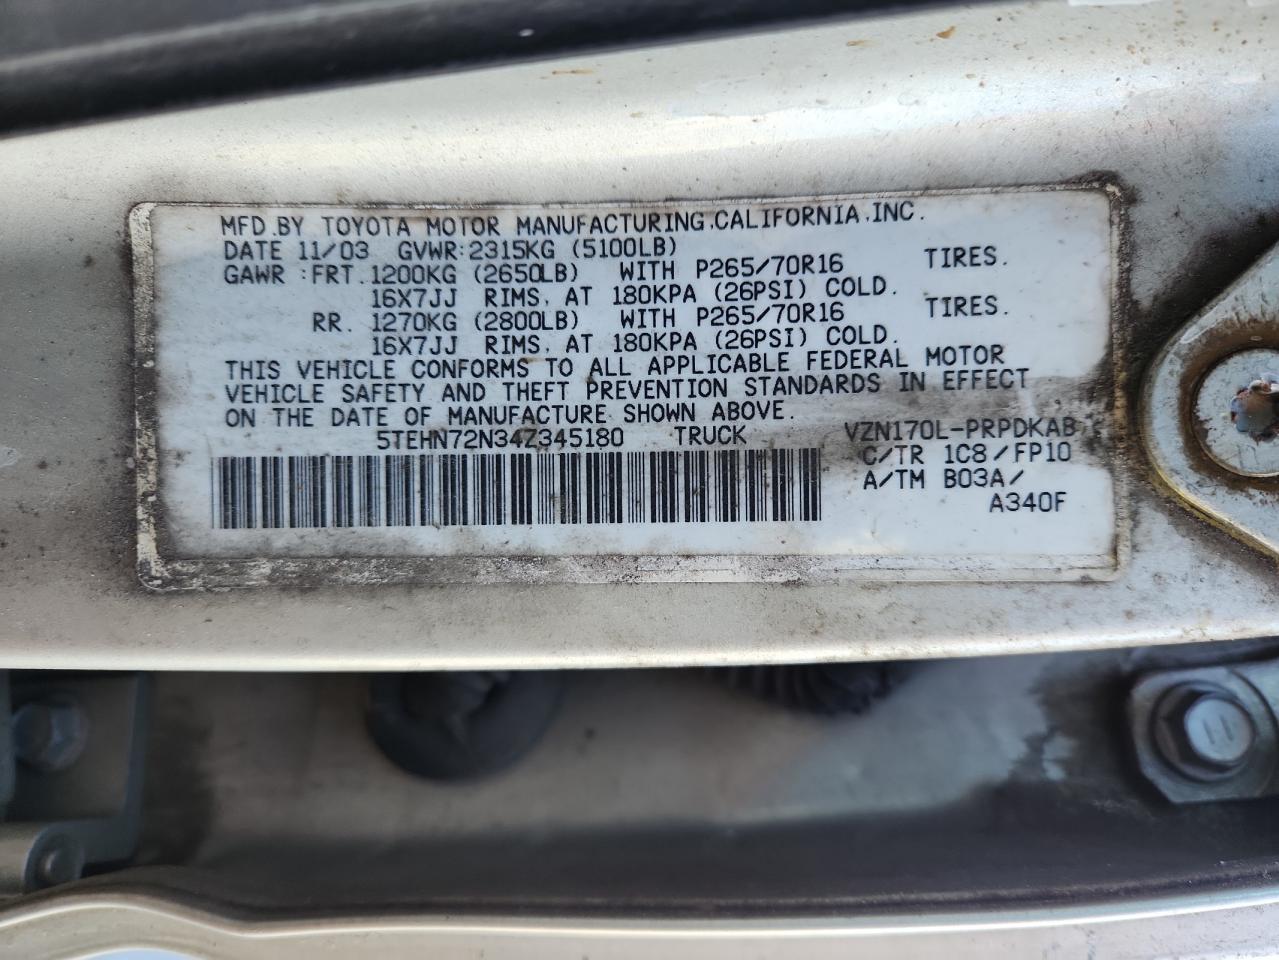 MFD.BY TOYOTA MOTOR MANUFACTURING,CALIFORNIA,INC.
DATE 11/03 GVWR:2315KG (5100LB)
GAWR:FRT.1200KG (2650LB) WITH P265/70R16 TIRES.
16X7JJ RIMS, AT 180KPA (26PSI) COLD.
RR. 1270KG (2800LB) WITH P265/70R16 TIRES.
16X7JJ RIMS, AT 180KPA (26PSI) COLD.
THIS VEHICLE CONFORMS TO ALL APPLICABLE FEDERAL MOTOR
VEHICLE SAFETY AND THEFT PREVENTION STANDARDS IN EFFECT
ON THE DATE OF MANUFACTURE SHOWN ABOVE.
5TEHN72N34Z345180 TRUCK VZN170L-PRPDKAB
C/TR 1C8/FP10
A/TM B03A/
A340F